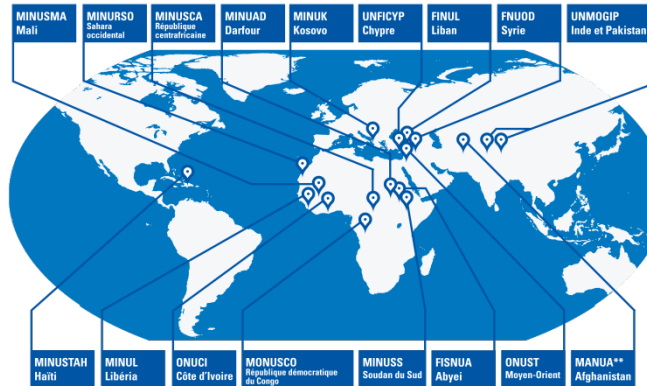 MINUSMA
Mali
MINURSO
Sahara
occidental
MINUSCA
République
centrafricaine
MINUAD
Darfour
MINUK
Kosovo
UNFICYP
Chypre
FINUL
Liban
FNUOD
Syrie
UNMOGIP
Inde et Pakistan
MINUSTAH
Haïti
MINUL
Libéria
ONUCI
Côte d'Ivoire
MONUSCO
République démocratique
du Congo
MINUSS
Soudan du Sud
FISNUA
Abyei
ONUST
Moyen-Orient
MANUA**
Afghanistan